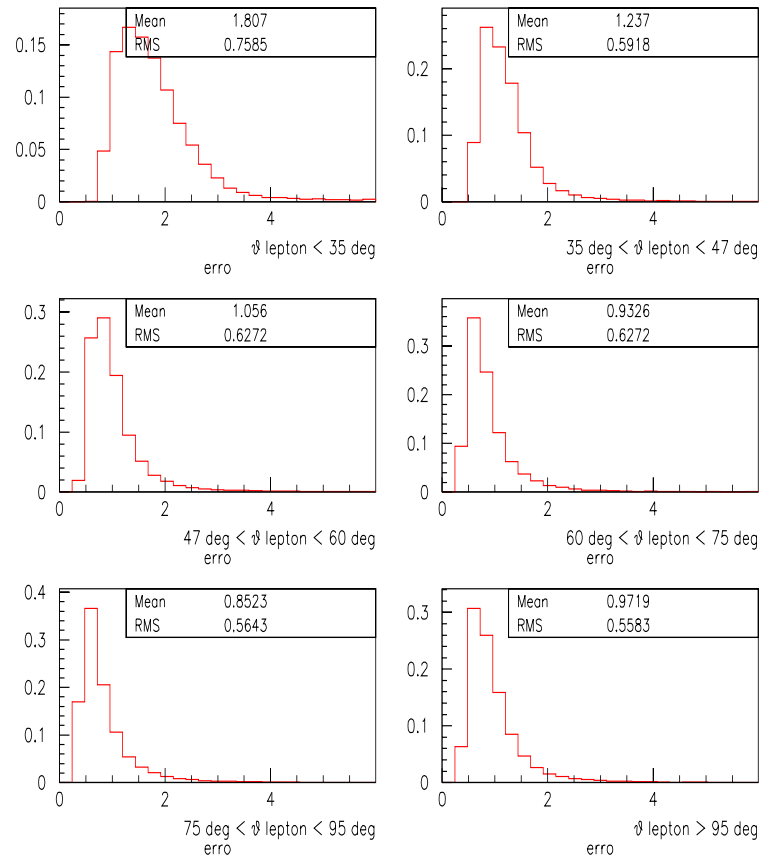 Mean 1.807
RMS 0.7585
0.15
0.1
0.05
0
0 2 4
ϑ lepton < 35 deg
erro
Mean 1.237
RMS 0.5918
0.2
0.1
0
0 2 4
35 deg < ϑ lepton < 47 deg
erro
Mean 1.056
RMS 0.6272
0.3
0.2
0.1
0
0 2 4
47 deg < ϑ lepton < 60 deg
erro
Mean 0.9326
RMS 0.6272
0.3
0.2
0.1
0
0 2 4
60 deg < ϑ lepton < 75 deg
erro
Mean 0.8523
RMS 0.5643
0.4
0.3
0.2
0.1
0
0 2 4
75 deg < ϑ lepton < 95 deg
erro
Mean 0.9719
RMS 0.5583
0.3
0.2
0.1
0
0 2 4
ϑ lepton > 95 deg
erro